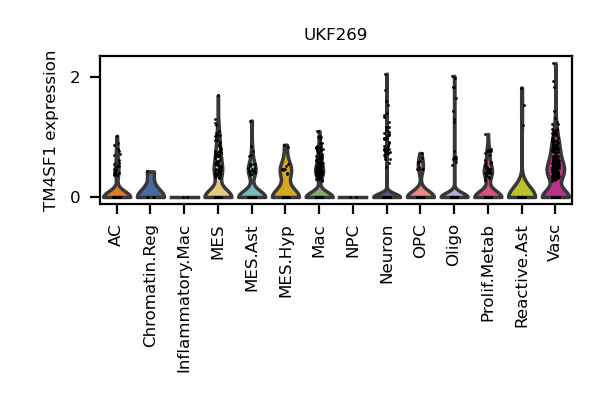 UKF269
TM4SF1 expression
2
0
AC
Chromatin.Reg
Inflammatory.Mac
MES
MES.Ast
MES.Hyp
Mac
NPC
Neuron
OPC
Oligo
Prolif.Metab
Reactive.Ast
Vasc